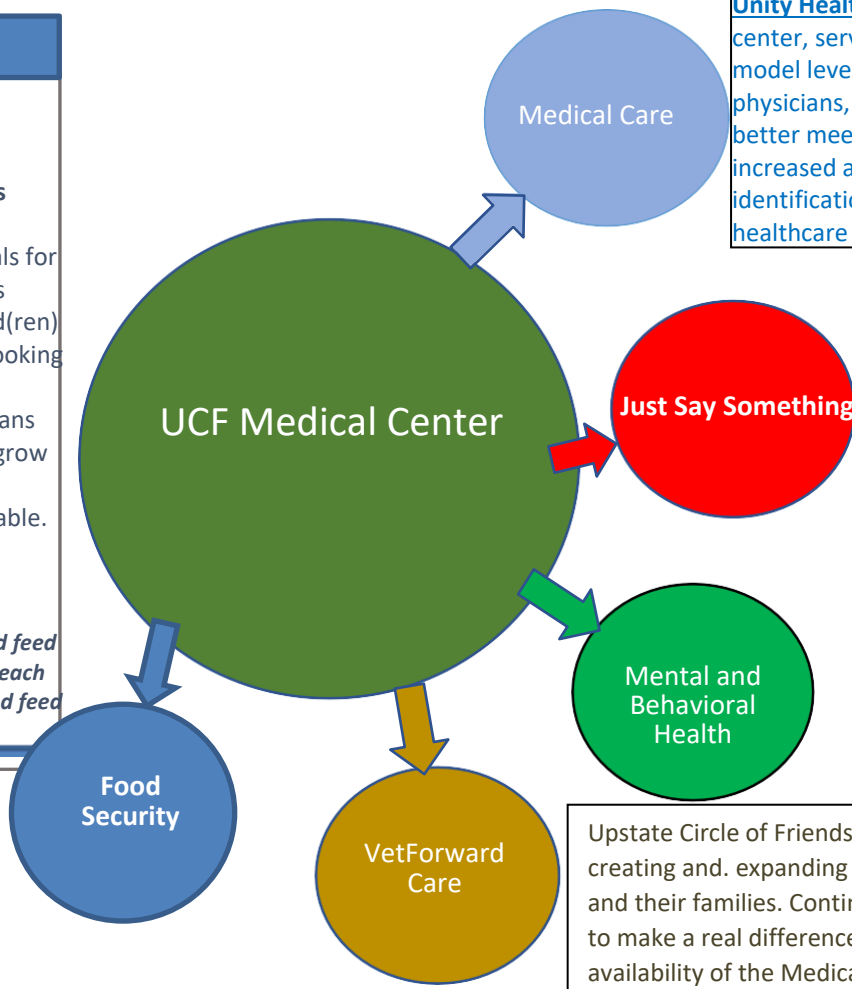 s
als for
s
d(ren)
ooking
ans
grow
able.
d feed
each
d feed
Medical Care
Unity Healt
center, serv
model leve
physicians,
better mee
increased a
identificatio
healthcare
UCF Medical Center
Just Say Something
Mental and
Behavioral
Health
Food
Security
VetForward
Care
Upstate Circle of Friends
creating and. expanding
and their families. Contin
to make a real difference
availability of the Medica